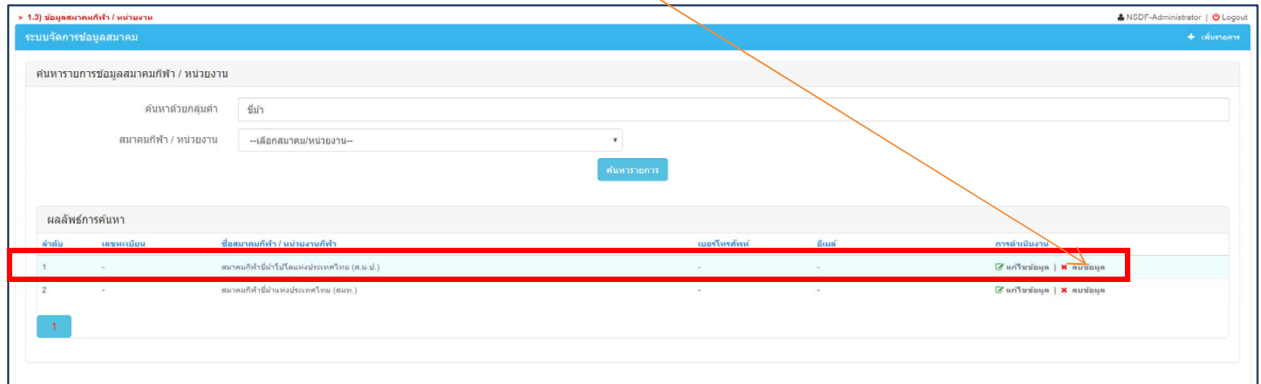 » 1.3) ข้อมูลสมาคมกีฬา / หน่วยงาน NSDF-Administrator | Logout
ระบบจัดการข้อมูลสมาคม + เพิ่มรายการ
ค้นหารายการข้อมูลสมาคมกีฬา / หน่วยงาน
ค้นหาด้วยกลุ่มคำ ขี่ม้า
สมาคมกีฬา / หน่วยงาน --เลือกสมาคม/หน่วยงาน--
ค้นหารายการ
ผลลัพธ์การค้นหา
ลำดับ เลขทะเบียน ชื่อสมาคมกีฬา / หน่วยงานกีฬา เบอร์โทรศัพท์ อีเมล์ การดำเนินงาน
1 - สมาคมกีฬาขี่ม้าโปโลแห่งประเทศไทย (ส.ม.ป.) - - แก้ไขข้อมูล | ลบข้อมูล
2 - สมาคมกีฬาขี่ม้าแห่งประเทศไทย (สมท.) - - แก้ไขข้อมูล | ลบข้อมูล
1